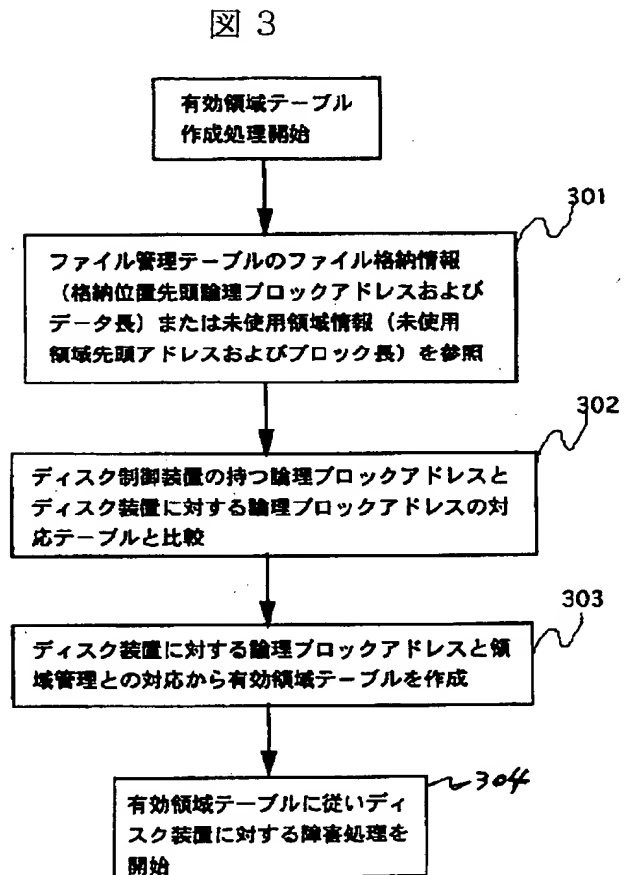 図 3
有効領域テーブル
作成処理開始
301
ファイル管理テーブルのファイル格納情報
（格納位置先頭論理ブロックアドレスおよび
データ長）または未使用領域情報（未使用
領域先頭アドレスおよびブロック長）を参照
302
ディスク制御装置の持つ論理ブロックアドレスと
ディスク装置に対する論理ブロックアドレスの対
応テーブルと比較
303
ディスク装置に対する論理ブロックアドレスと領
域管理との対応から有効領域テーブルを作成
304
有効領域テーブルに従いディ
スク装置に対する障害処理を
開始